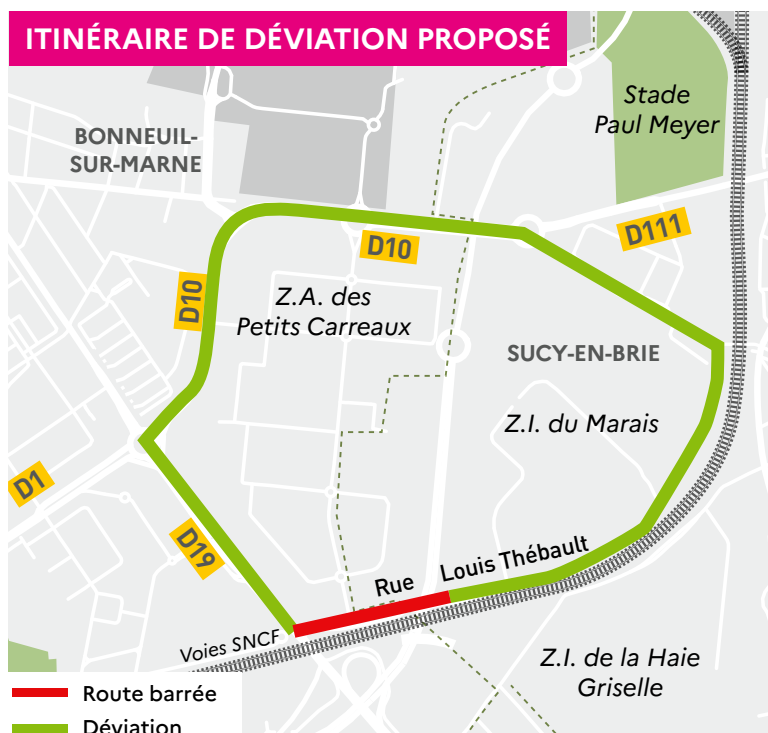 ITINÉRAIRE DE DÉVIATION PROPOSÉ
Stade
Paul Meyer
BONNEUIL-
SUR-MARNE
D111
D10
D10
Z.A. des
Petits Carreaux
SUCY-EN-BRIE
Z.I. du Marais
D1
D19
Rue Louis Thébault
Voies SNCF
Z.I. de la Haie
Griselle
Route barrée
Déviation